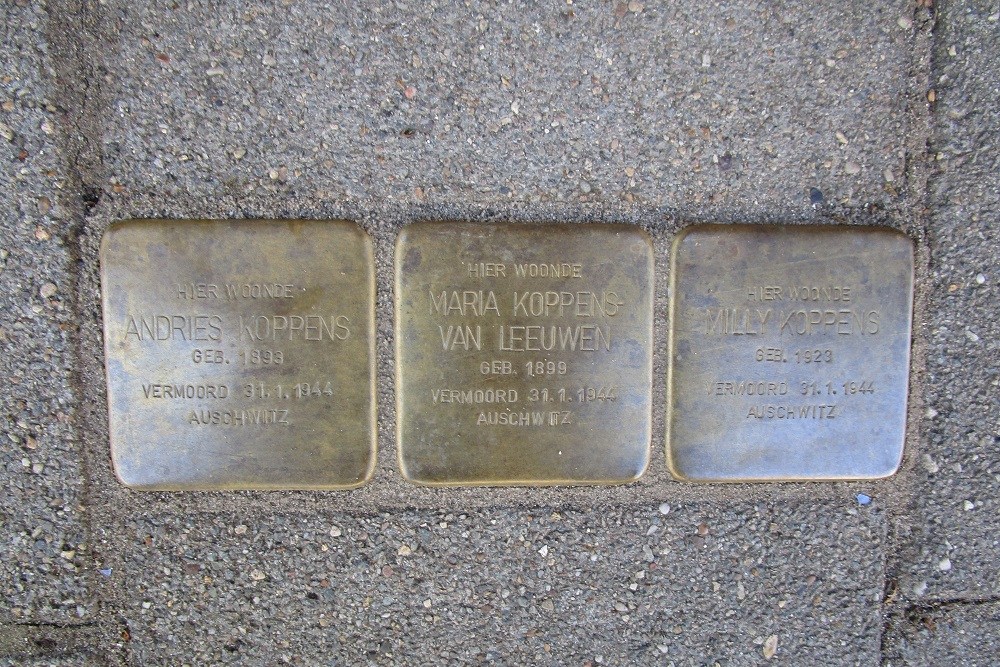 HIER WOONDE
ANDRIES KOPPENS
GEB. 1898
VERMOORD 31.1.1944
AUSCHWITZ
HIER WOONDE
MARIA KOPPENS-
VAN LEEUWEN
GEB. 1899
VERMOORD 31.1.1944
AUSCHWITZ
HIER WOONDE
MILLY KOPPENS
GEB. 1923
VERMOORD 31.1.1944
AUSCHWITZ